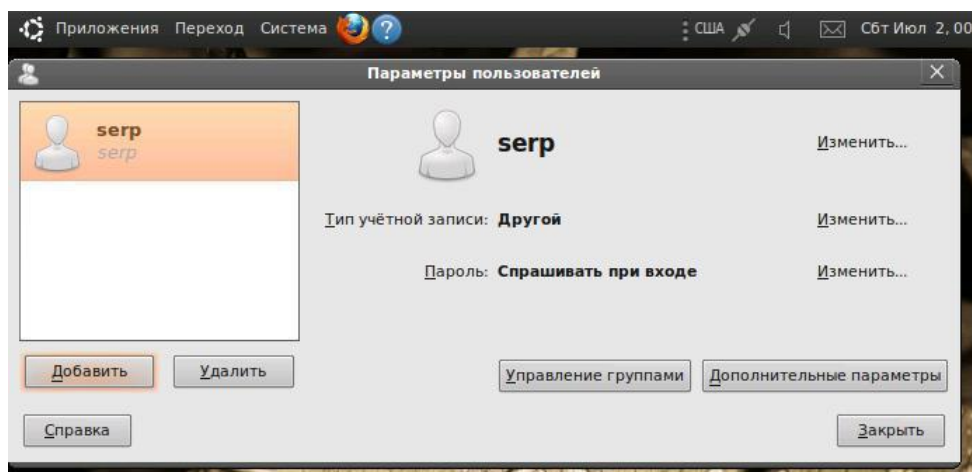 Приложения Переход Система ? США Сбт Июл 2, 00
Параметры пользователей
serp
serp
serp Изменить...
Тип учётной записи: Другой Изменить...
Пароль: Спрашивать при входе Изменить...
Добавить Удалить
Управление группами Дополнительные параметры
Справка Закрыть